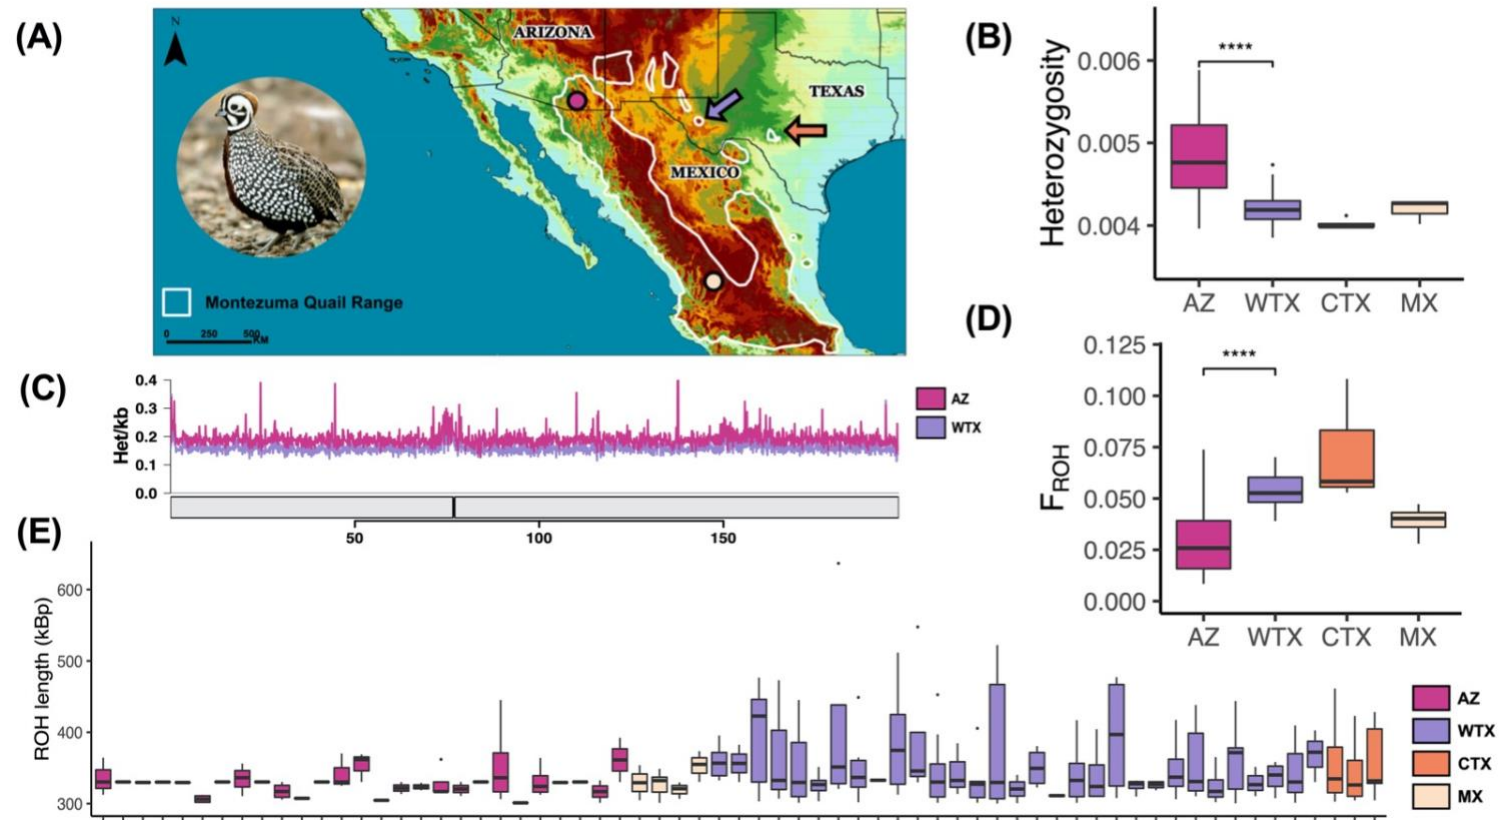 (A)
N
ARIZONA
TEXAS
MEXICO
Montezuma Quail Range
0 250 500
KM
(B)
Heterozygosity
0.006
0.005
0.004
****
AZ WTX CTX MX
(C)
Het/kb
0.4
0.3
0.2
0.1
0.0
50 100 150
AZ
WTX
(D)
FROH
0.125
0.100
0.075
0.050
0.025
0.000
****
AZ WTX CTX MX
(E)
ROH length (kBp)
600
500
400
300
AZ
WTX
CTX
MX